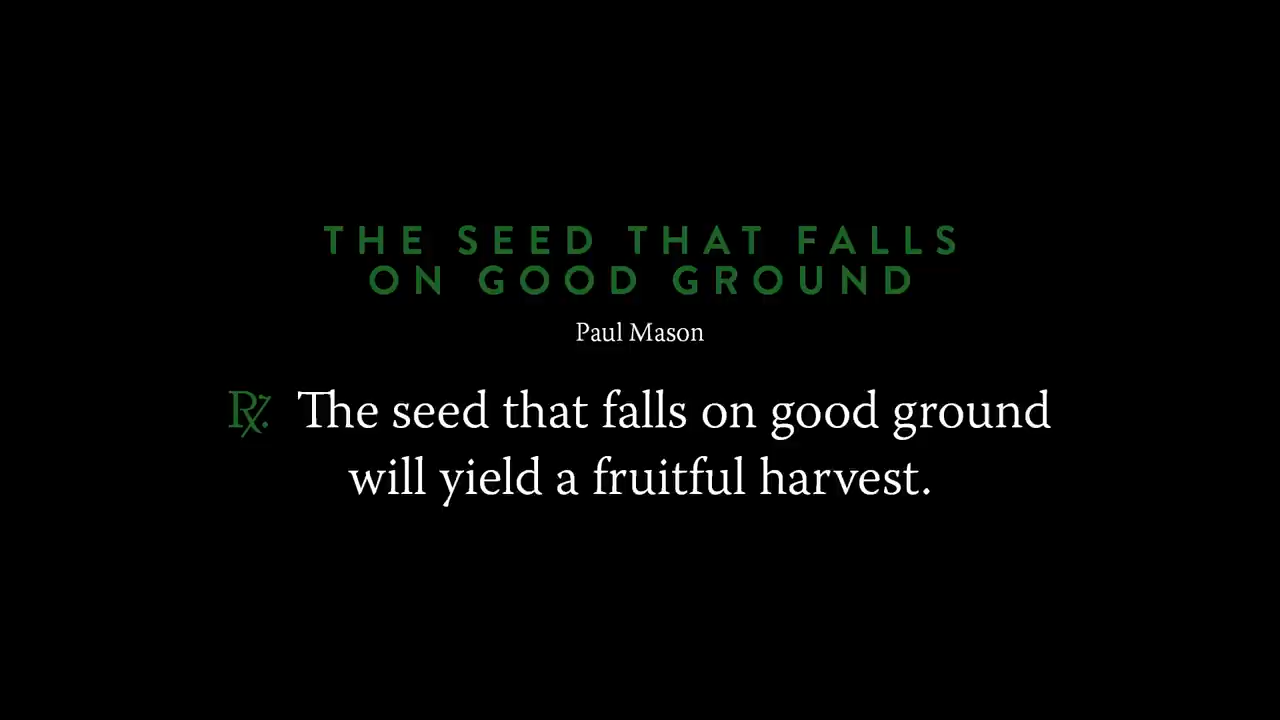 THE SEED THAT FALLS
ON GOOD GROUND
Paul Mason
℟. The seed that falls on good ground
will yield a fruitful harvest.